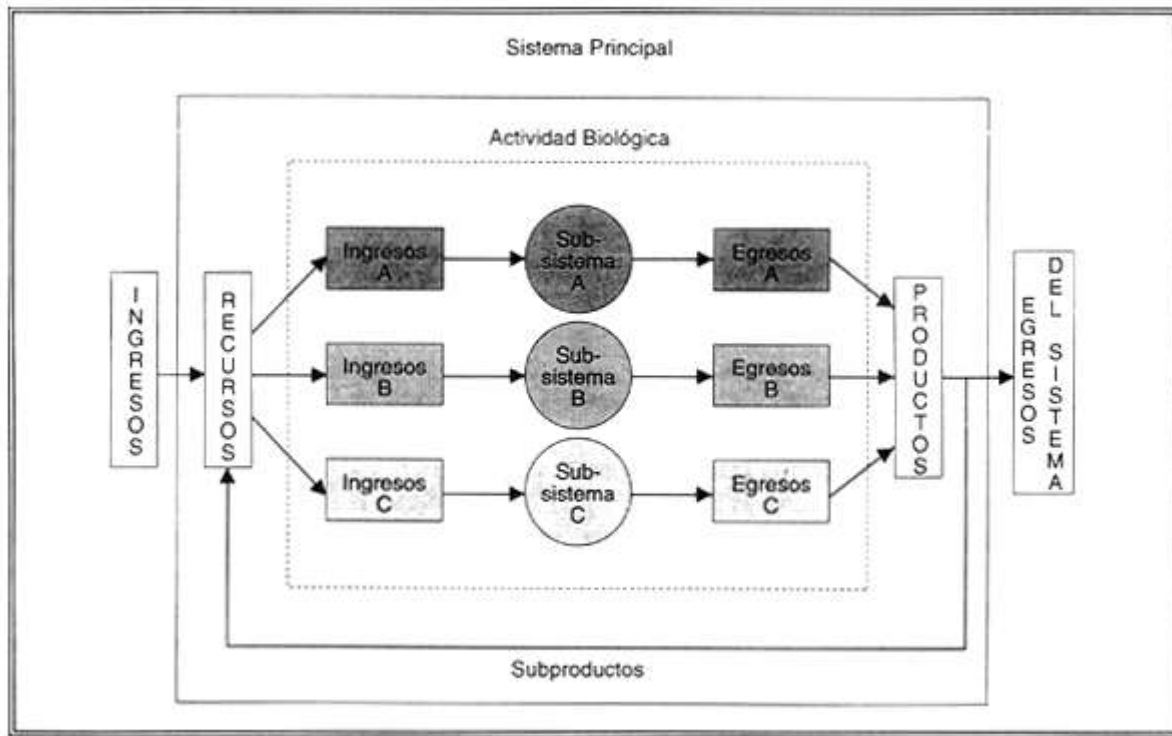 Sistema Principal
Actividad Biológica
INGRESOS
RECURSOS
Ingresos
A
Sub-
sistema
A
Egresos
A
Ingresos
B
Sub-
sistema
B
Egresos
B
Ingresos
C
Sub-
sistema
C
Egresos
C
PRODUCTOS
EGRESOS
DEL SISTEMA
Subproductos